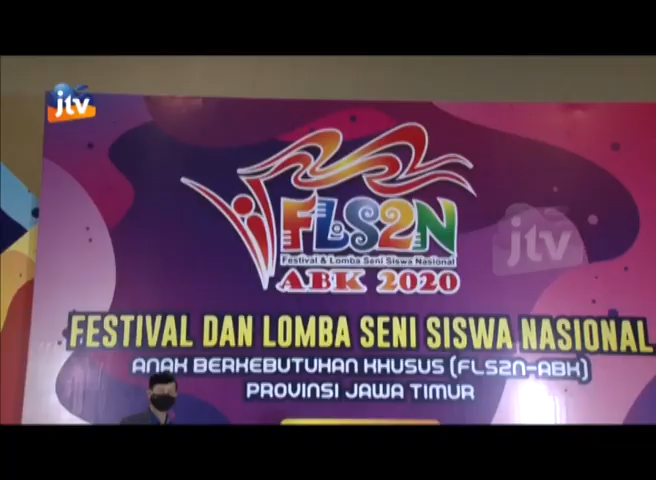 jtv
FLS2N
Festival & Lomba Seni Siswa Nasional
ABK 2020
jtv
FESTIVAL DAN LOMBA SENI SISWA NASIONAL
ANAK BERKEBUTUHAN KHUSUS (FLS2N-ABK)
PROVINSI JAWA TIMUR